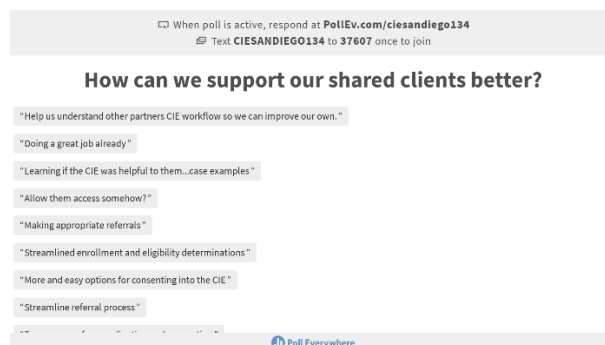 When poll is active, respond at PollEv.com/ciesandiego134
Text CIESANDIEGO134 to 37607 once to join
How can we support our shared clients better?
“Help us understand other partners CIE workflow so we can improve our own.”
“Doing a great job already”
“Learning if the CIE was helpful to them...case examples”
“Allow them access somehow?”
“Making appropriate referrals”
“Streamlined enrollment and eligibility determinations”
“More and easy options for consenting into the CIE”
“Streamline referral process”
Poll Everywhere